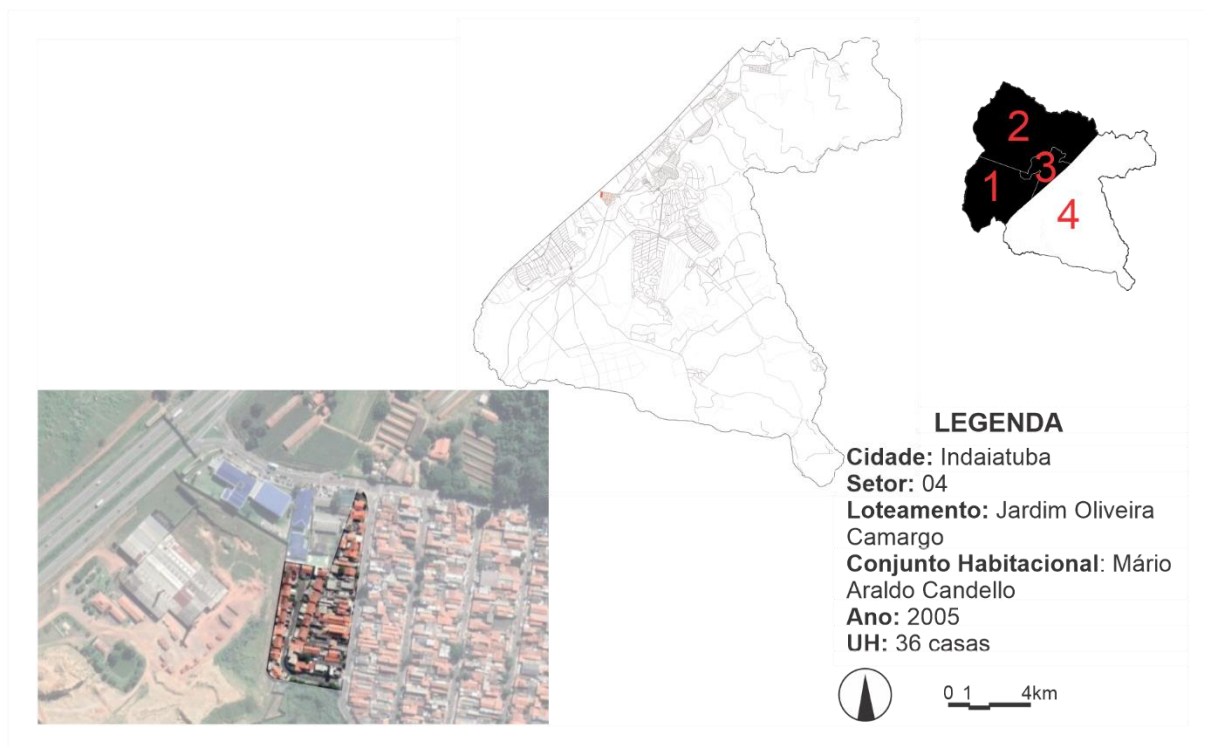 2
3
1
4
LEGENDA
Cidade: Indaiatuba
Setor: 04
Loteamento: Jardim Oliveira
Camargo
Conjunto Habitacional: Mário
Araldo Candello
Ano: 2005
UH: 36 casas
0 1 4km